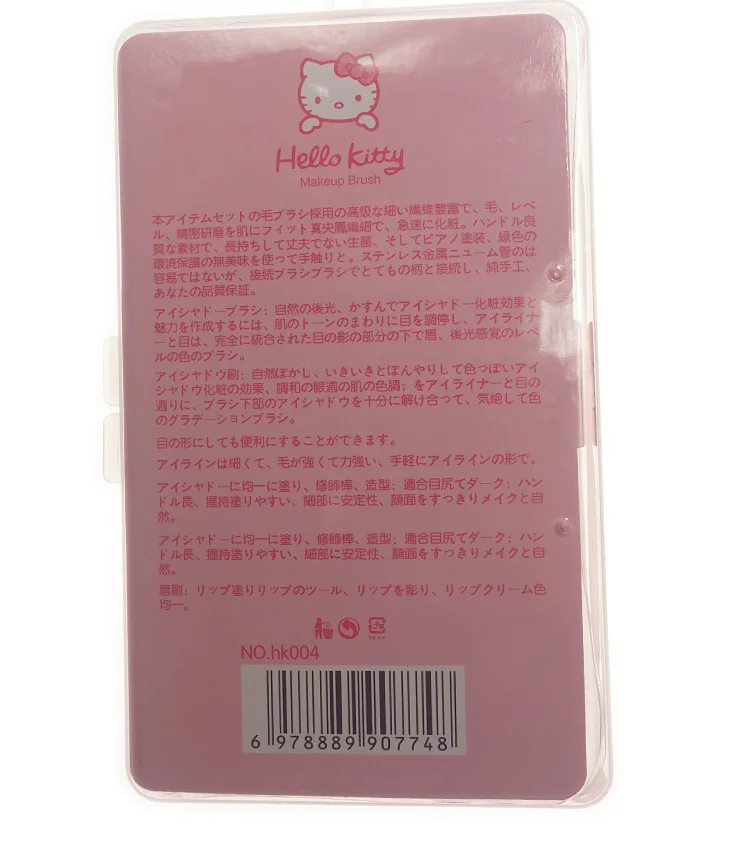 Hello Kitty
Makeup Brush
本アイテムセットの毛ブラシ採用の高級な細い繊維豊富で、毛、レベ
ル、精密研磨を肌にフィット真央鳳繊細で、急速に化粧。ハンドル良
質な素材で、長持ちして丈夫でない生菌、そしてピアノ塗装、緑色の
環境保護の無美味を使って手触りと。ステンレス金属ニューム管のは
容易ではないが、接続ブラシブラシでとてもの柄と接続し、純手工、
あなたの品質保証。
アイシャドーブラシ；自然の後光、かすんでアイシャドー化粧効果と
魅力を作成するには、肌のトーンのまわりに目を調停し、アイライナ
ーと目は、完全に統合された目の影の部分の下で眉、後光感覚のレベ
ルの色のブラシ。
アイシャドウ刷；自然ぼかし、いきいきとぼんやりして色っぽいアイ
シャドウ化粧の効果、調和の眼週の肌の色調；をアイライナーと目の
週りに、ブラシ下部のアイシャドウを十分に解け合って、気絶して色
のグラデーションブラシ。
目の形にしても便利にすることができます。
アイラインは細くて、毛が強くて力強い、手軽にアイラインの形で。
アイシャドーに均一に塗り、修飾棒、造型；適合目尻てダーク；ハン
ドル長、握持塗りやすい、細部に安定性、顔面をすっきりメイクと自
然。
アイシャドーに均一に塗り、修飾棒、造型；適合目尻てダーク；ハン
ドル長、握持塗りやすい、細部に安定性、顔面をすっきりメイクと自
然。
唇刷；リップ塗りリップのツール、リップを彫り、リップクリーム色
均一。
NO.hk004
6 978889 907748